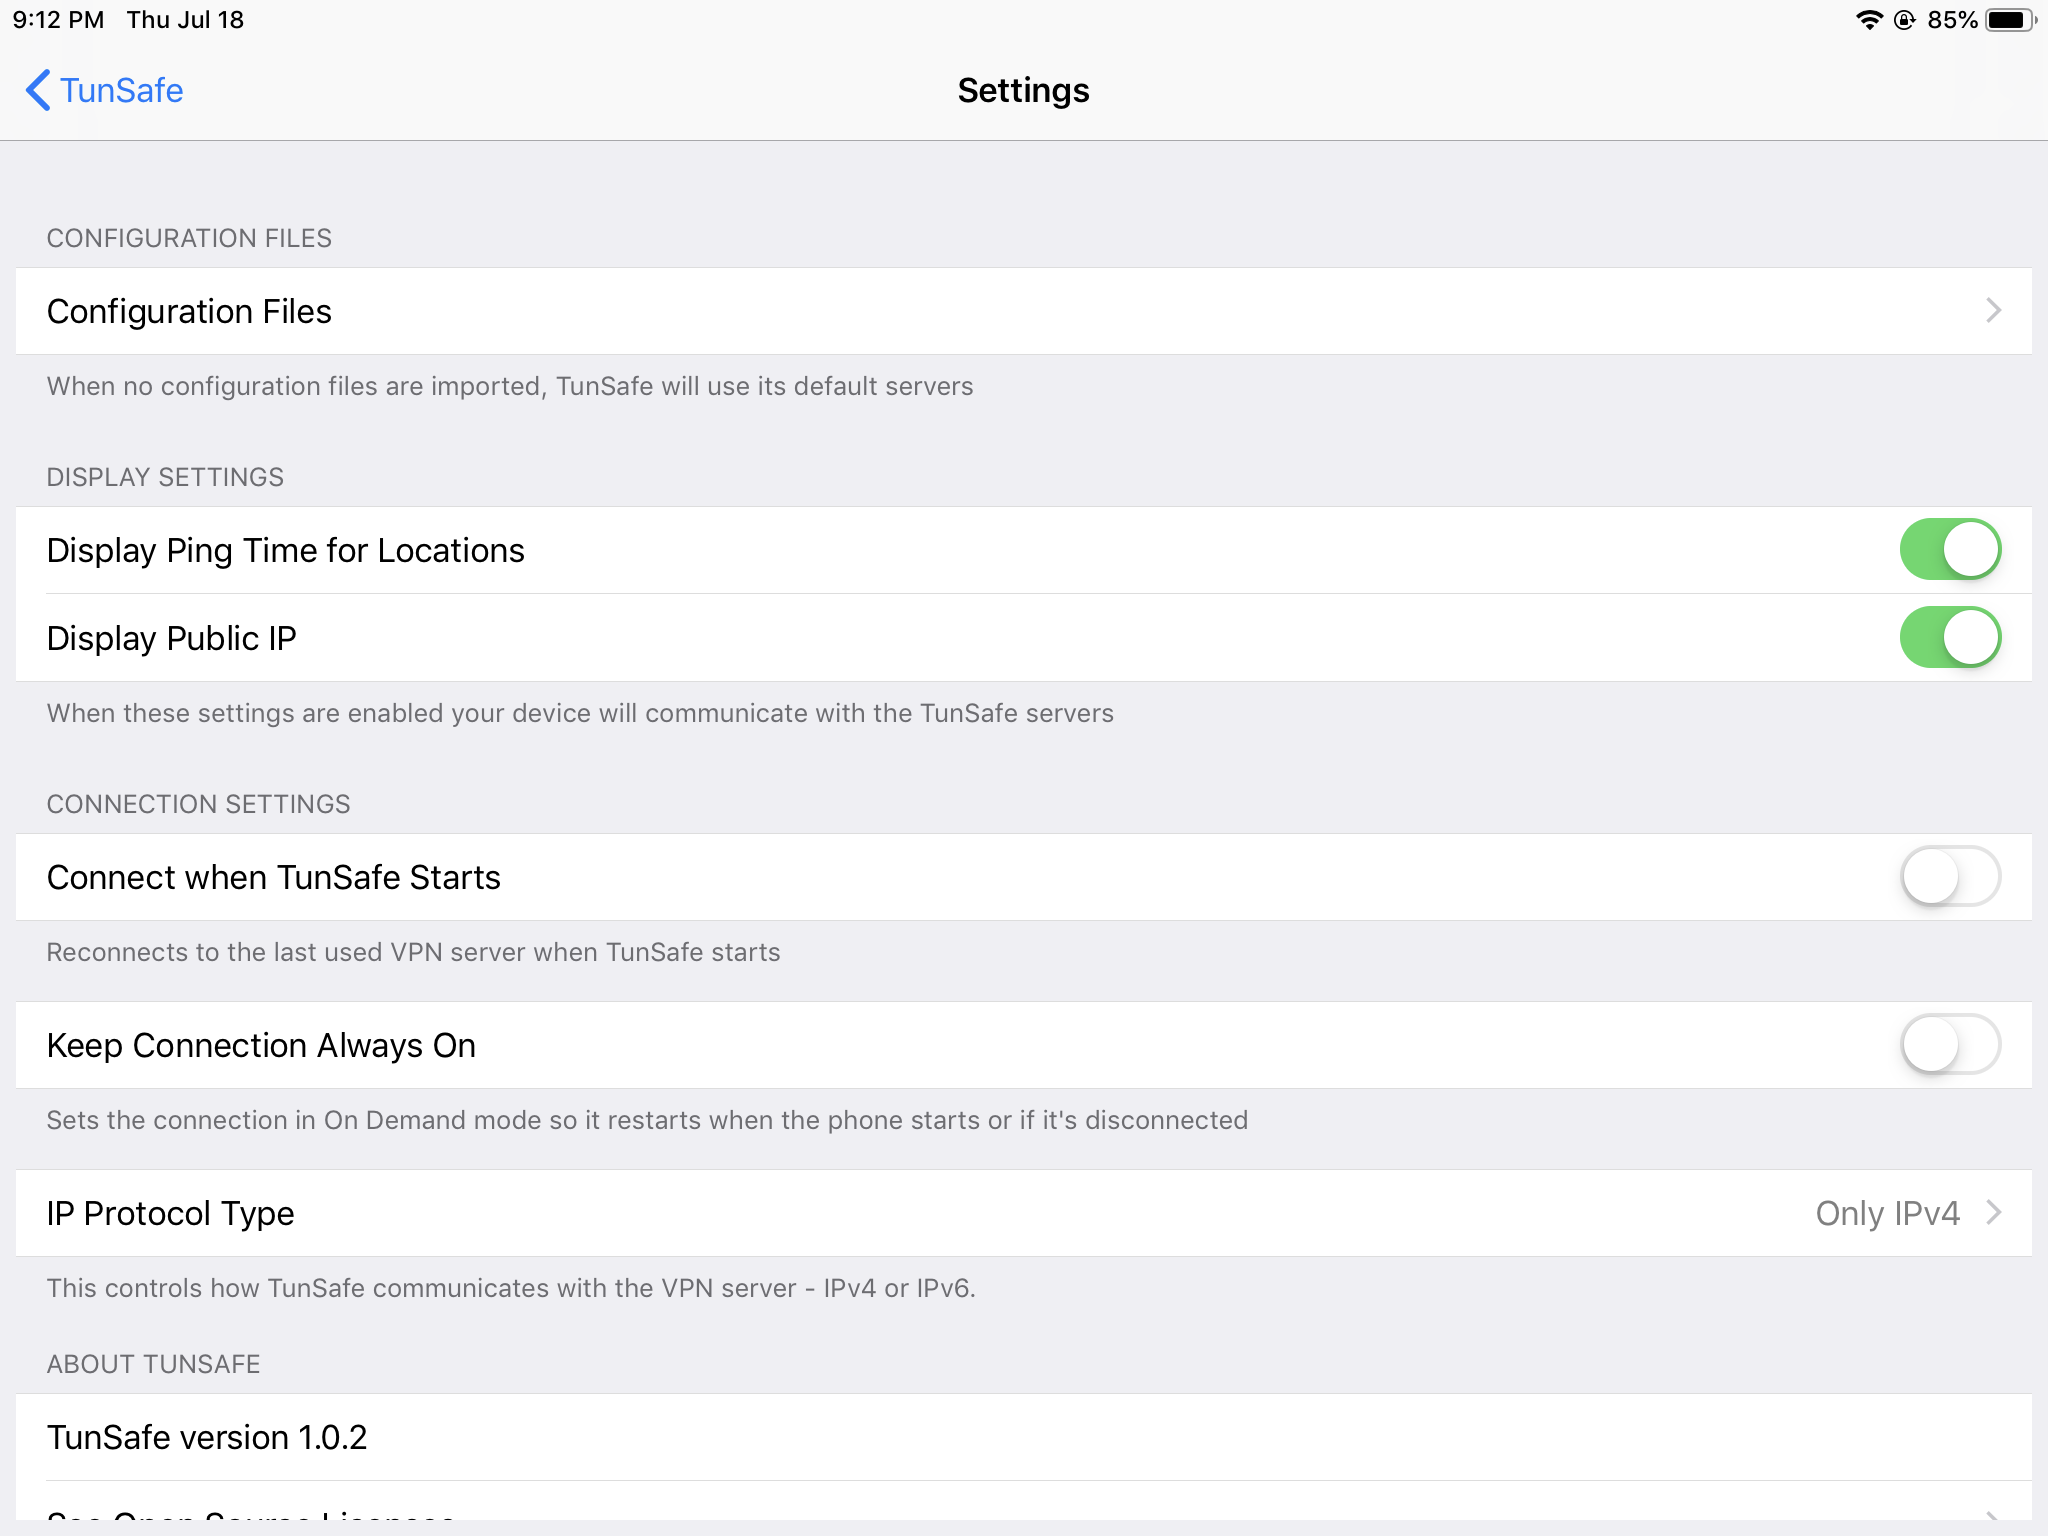 9:12 PM Thu Jul 18 85%
TunSafe Settings
CONFIGURATION FILES
Configuration Files
When no configuration files are imported, TunSafe will use its default servers
DISPLAY SETTINGS
Display Ping Time for Locations
Display Public IP
When these settings are enabled your device will communicate with the TunSafe servers
CONNECTION SETTINGS
Connect when TunSafe Starts
Reconnects to the last used VPN server when TunSafe starts
Keep Connection Always On
Sets the connection in On Demand mode so it restarts when the phone starts or if it's disconnected
IP Protocol Type Only IPv4
This controls how TunSafe communicates with the VPN server - IPv4 or IPv6.
ABOUT TUNSAFE
TunSafe version 1.0.2
See Open Source Licenses